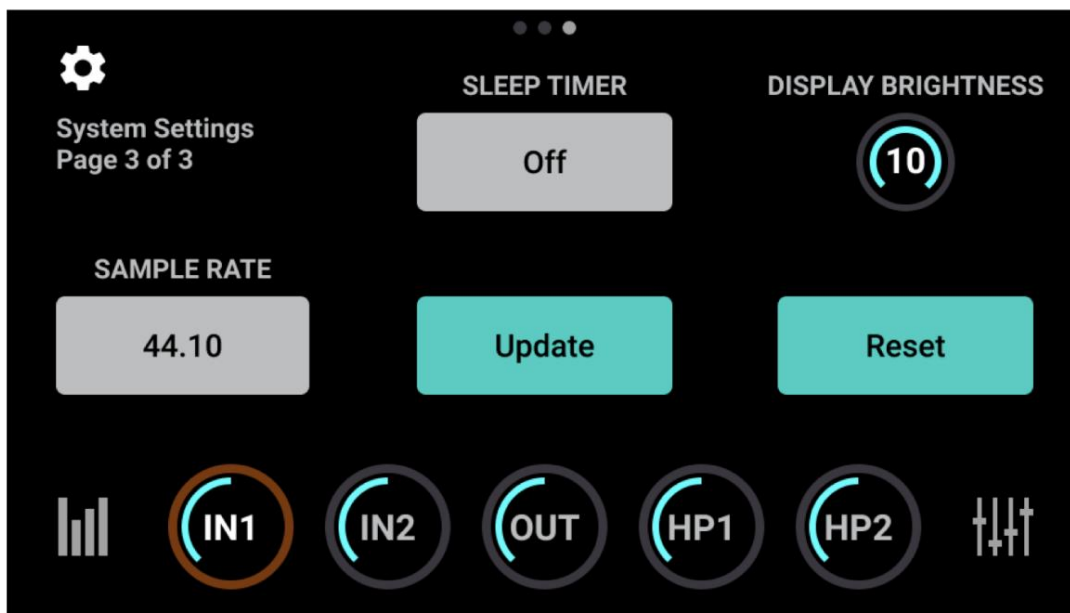 System Settings
Page 3 of 3
SLEEP TIMER
Off
DISPLAY BRIGHTNESS
10
SAMPLE RATE
44.10
Update
Reset
IN1
IN2
OUT
HP1
HP2